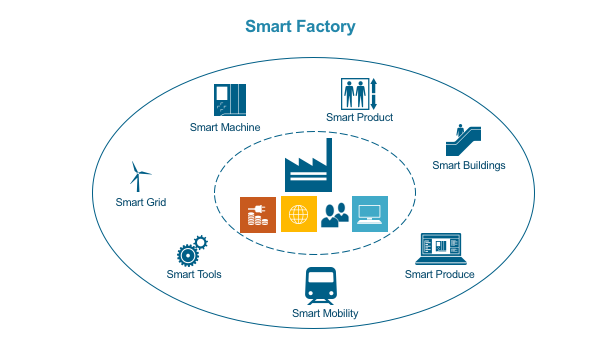 Smart Factory
Smart Machine
Smart Product
Smart Buildings
Smart Grid
Smart Tools
Smart Produce
Smart Mobility